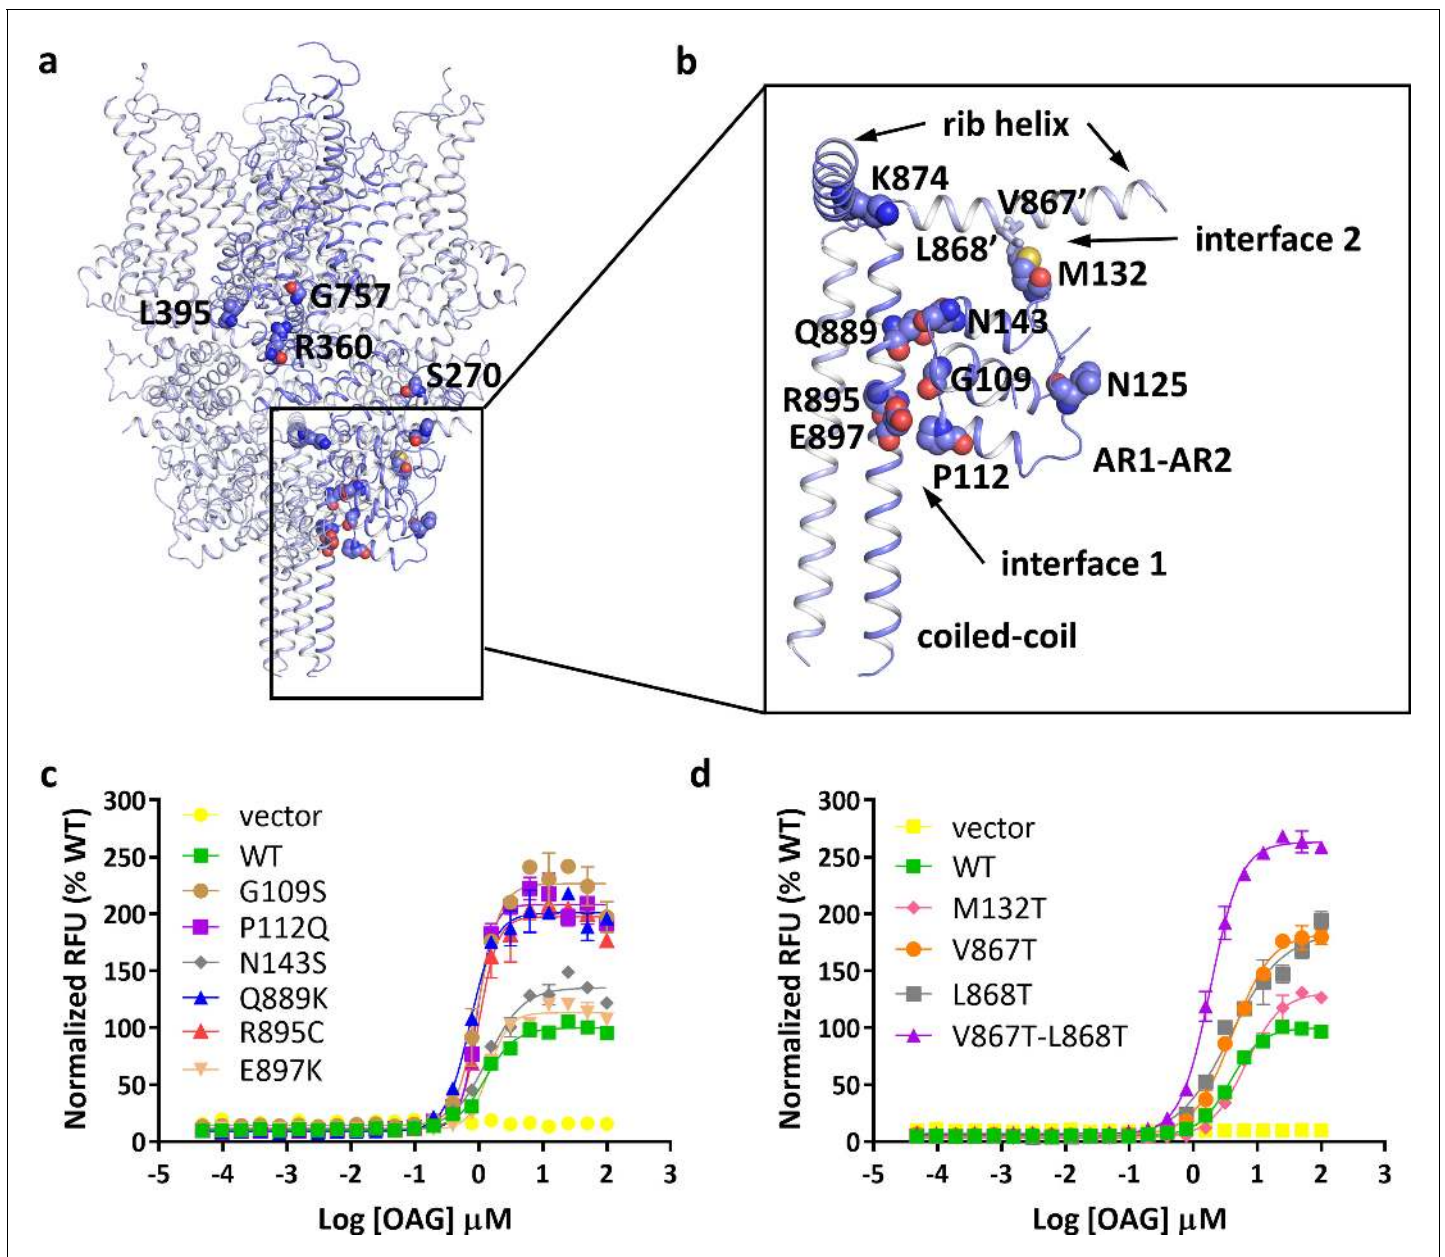 a
L395
G757
R360
S270
b
rib helix
K874
V867’
L868’
interface 2
M132
Q889
N143
G109
N125
R895
E897
P112
AR1-AR2
interface 1
coiled-coil
c
Normalized RFU (% WT)
300
250
200
150
100
50
0
vector
WT
G109S
P112Q
N143S
Q889K
R895C
E897K
-5 -4 -3 -2 -1 0 1 2 3
Log [OAG] μM
d
Normalized RFU (% WT)
300
250
200
150
100
50
0
vector
WT
M132T
V867T
L868T
V867T-L868T
-5 -4 -3 -2 -1 0 1 2 3
Log [OAG] μM